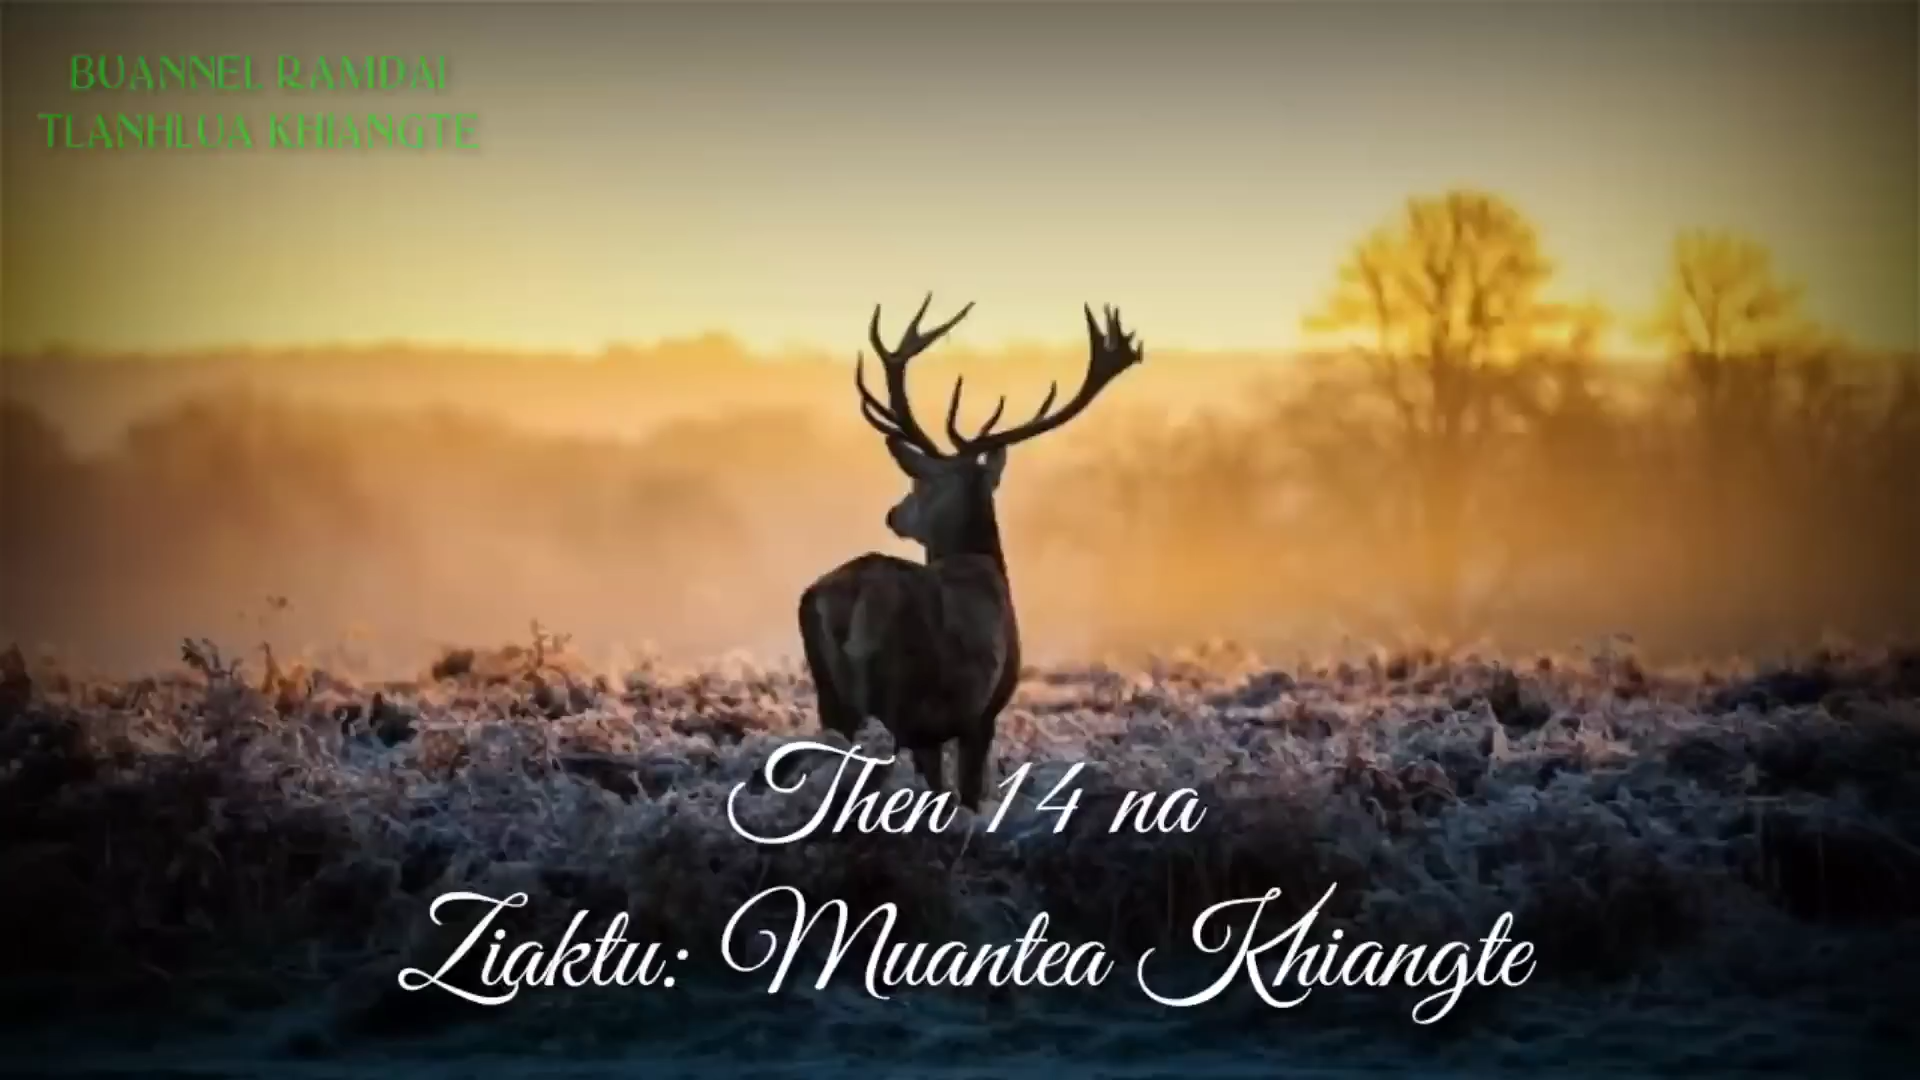 BUANNEL RAMDAI
TLANHLUA KHIANGTE
Then 14 na
Ziaktu: Muantea Khiangte